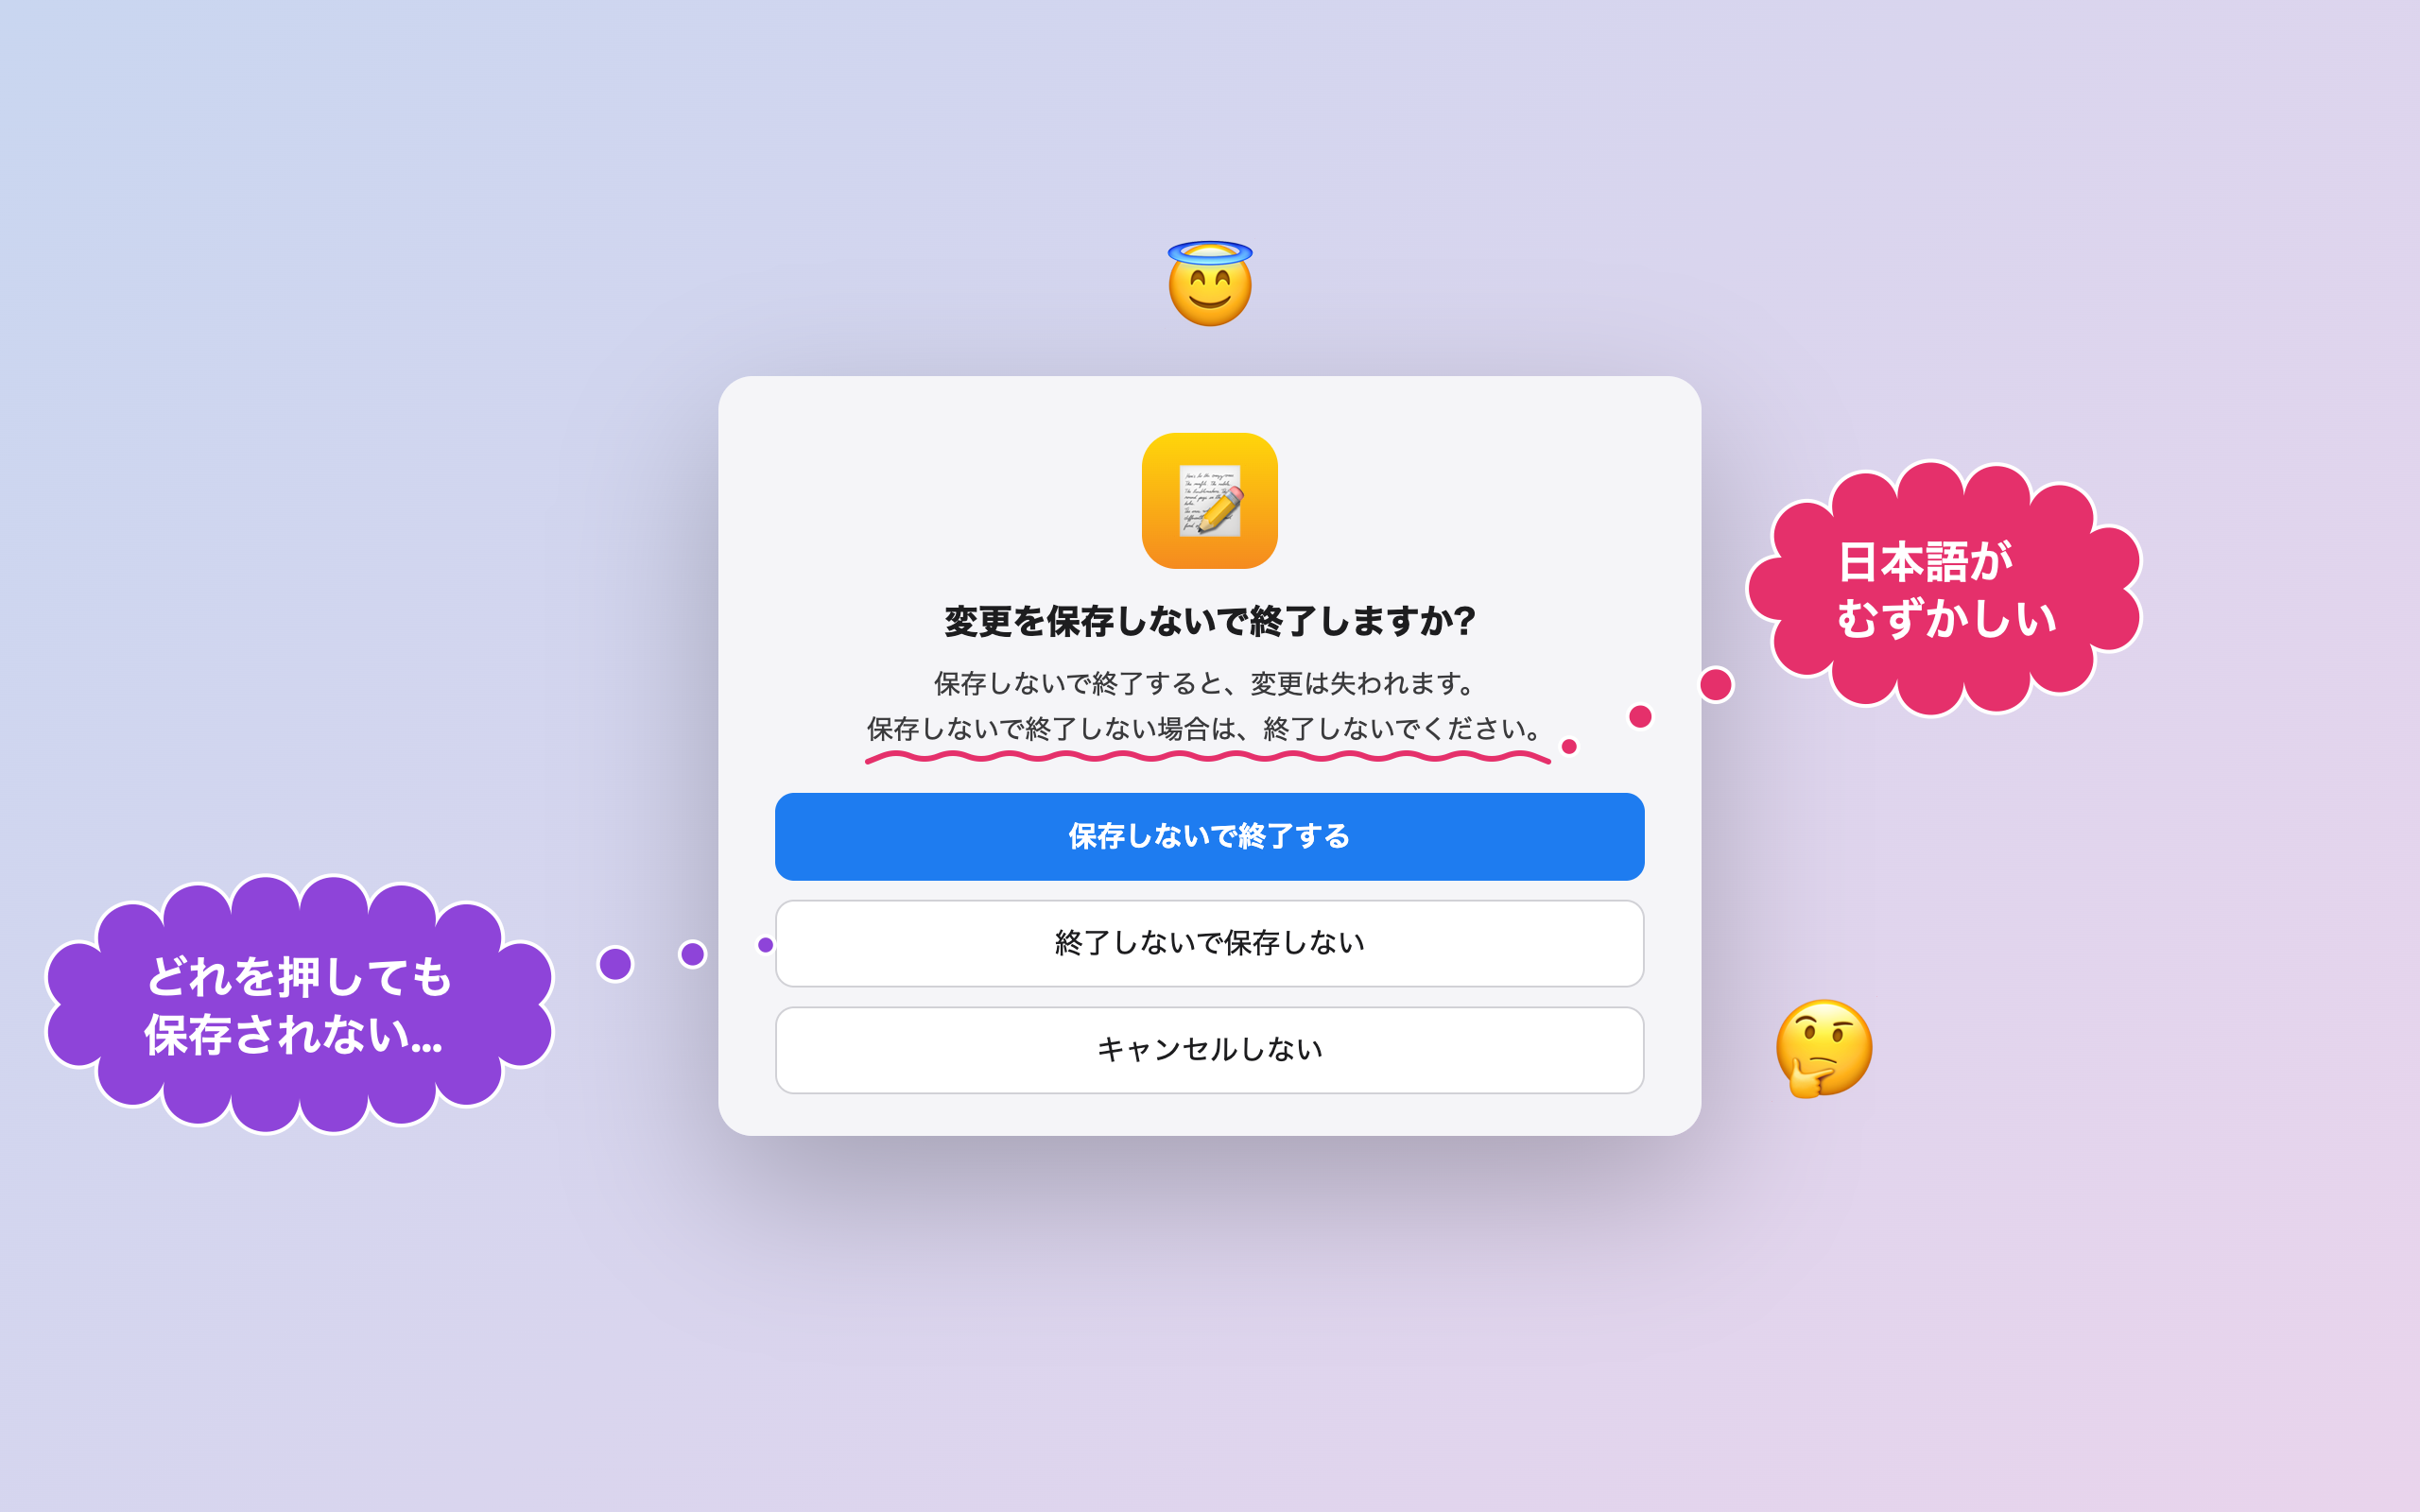 変更を保存しないで終了しますか?
保存しないで終了すると、変更は失われます。
保存しないで終了しない場合は、終了しないでください。
保存しないで終了する
終了しないで保存しない
キャンセルしない
日本語が
むずかしい
どれを押しても
保存されない…